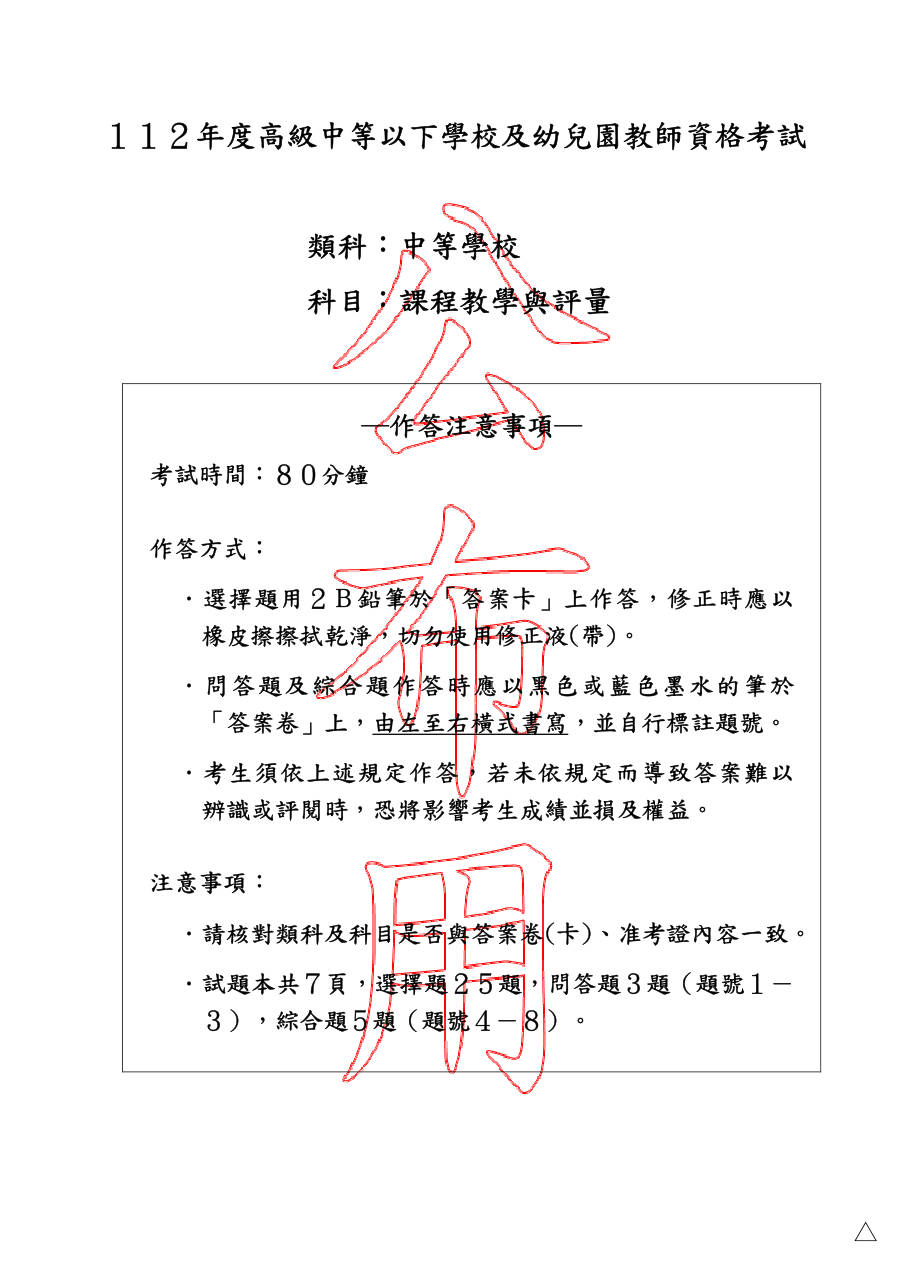 １１２年度高級中等以下學校及幼兒園教師資格考試
類科：中等學校
科目：課程教學與評量
—作答注意事項—
考試時間：８０分鐘
作答方式：
．選擇題用２Ｂ鉛筆於「答案卡」上作答，修正時應以
橡皮擦擦拭乾淨，切勿使用修正液(帶)。
．問答題及綜合題作答時應以黑色或藍色墨水的筆於
「答案卷」上，由左至右橫式書寫，並自行標註題號。
．考生須依上述規定作答，若未依規定而導致答案難以
辨識或評閱時，恐將影響考生成績並損及權益。
注意事項：
．請核對類科及科目是否與答案卷(卡)、准考證內容一致。
．試題本共７頁，選擇題２５題，問答題３題（題號１－
３），綜合題５題（題號４－８）。
公
布
用